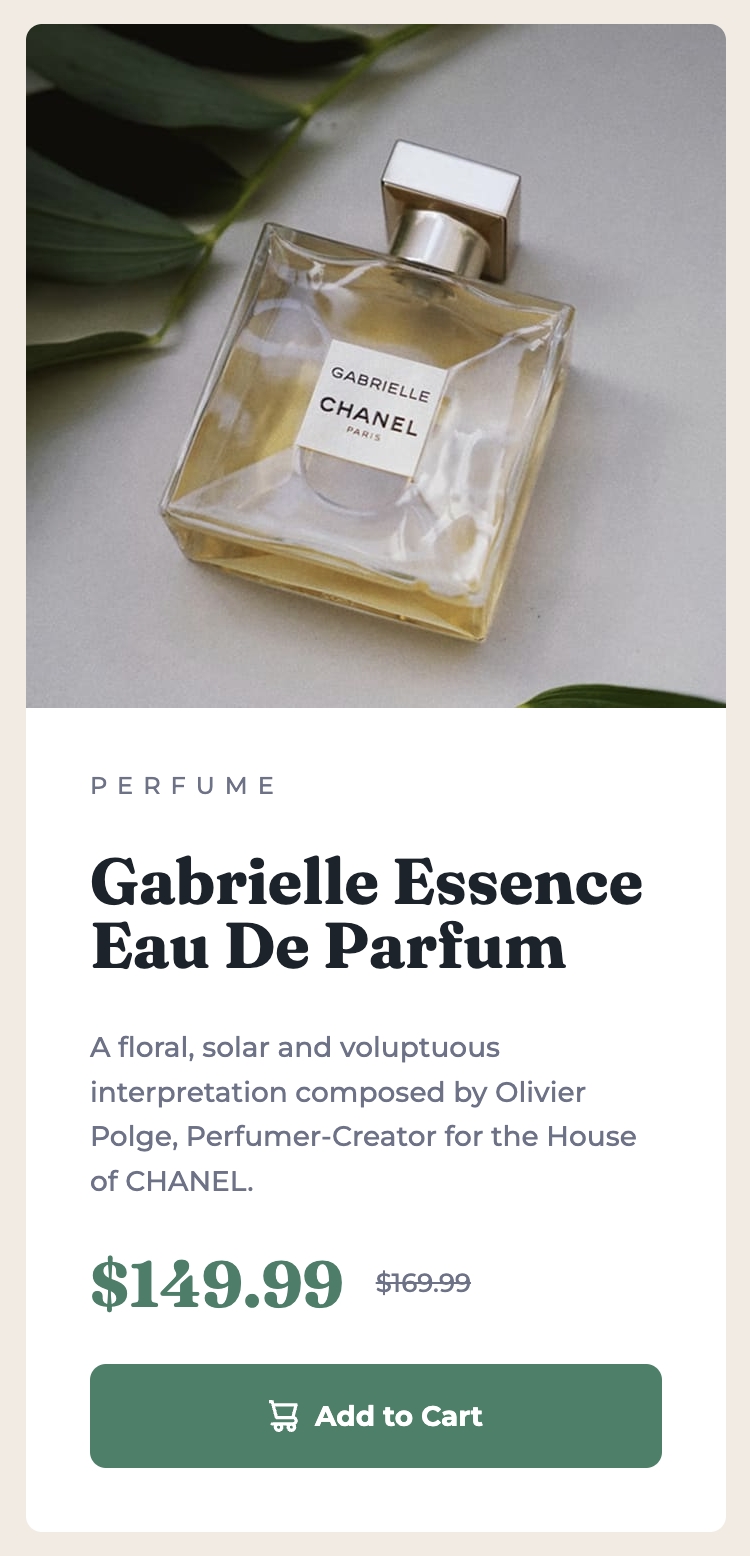 GABRIELLE
CHANEL
PARIS
PERFUME
Gabrielle Essence
Eau De Parfum
A floral, solar and voluptuous
interpretation composed by Olivier
Polge, Perfumer-Creator for the House
of CHANEL.
$149.99 $169.99
Add to Cart